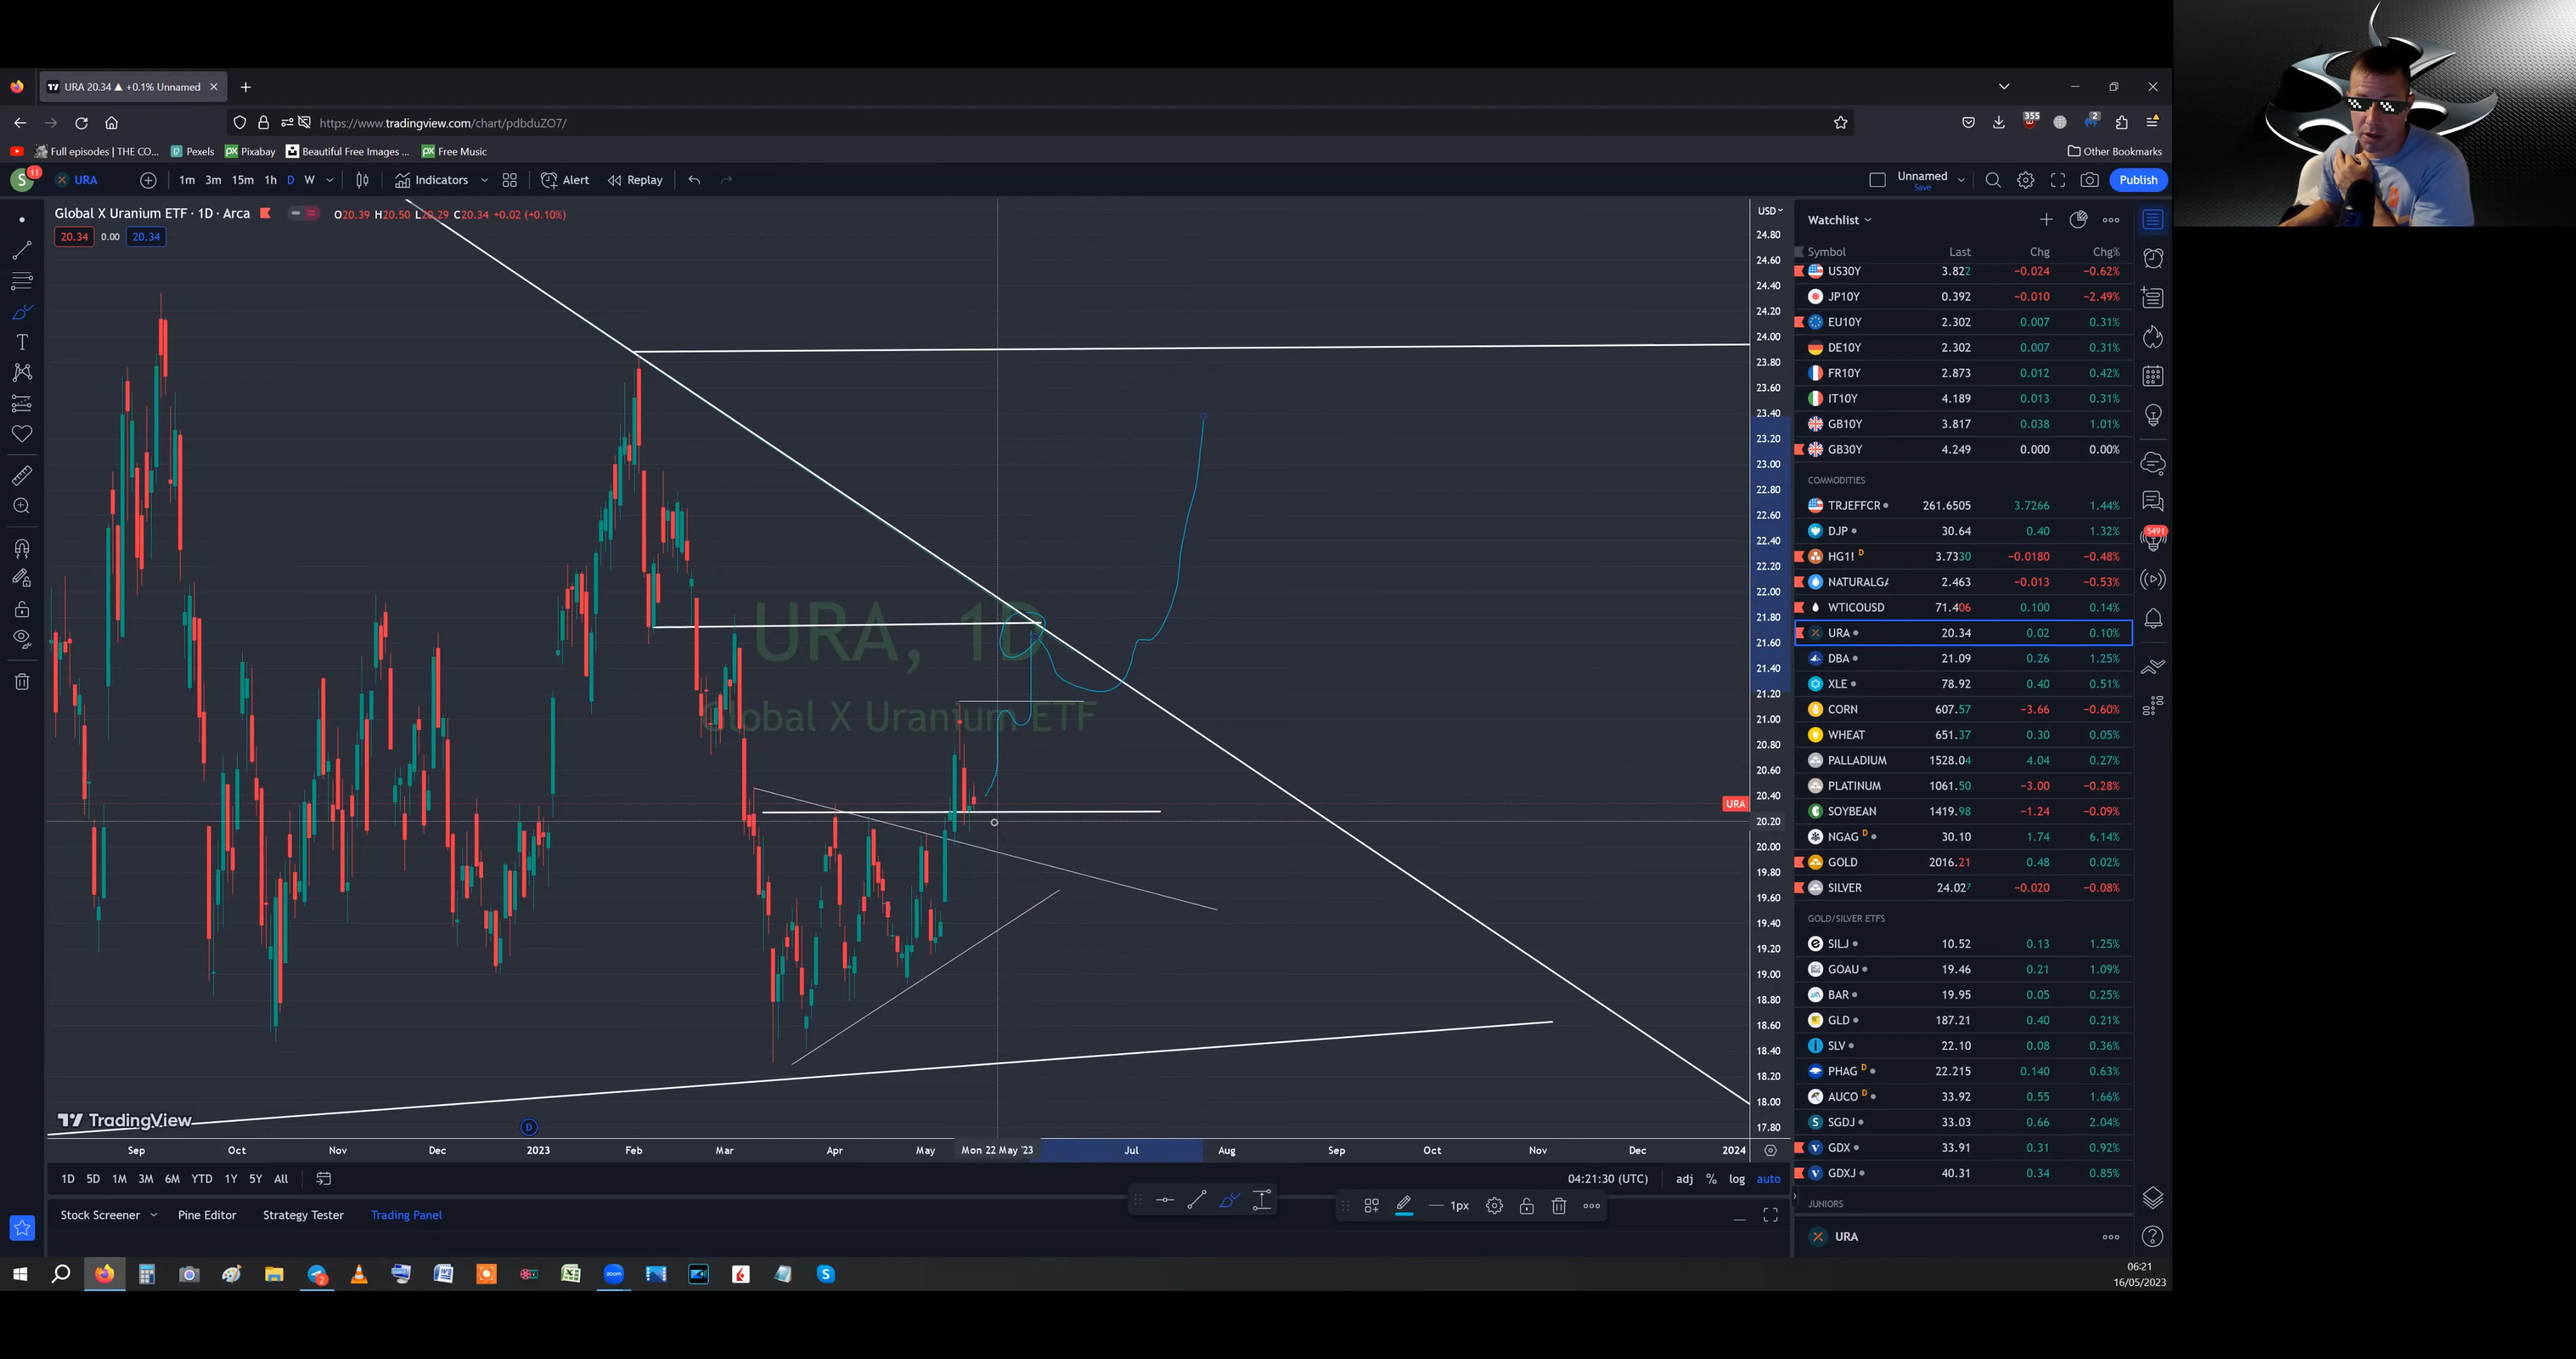 URA 20.34 ▲ +0.1% Unnamed
https://www.tradingview.com/chart/pdbduZO7/
355
2
Full episodes | THE CO...
Pexels
Pixabay
Beautiful Free Images ...
Free Music
Other Bookmarks
S
11
URA
1m 3m 15m 1h D W
Indicators
Alert
Replay
Unnamed
Save
Publish
Global X Uranium ETF · 1D · Arca
O20.39 H20.50 L20.29 C20.34 +0.02 (+0.10%)
20.34
0.00
20.34
URA, 1D
Global X Uranium ETF
USD
24.80
24.60
24.40
24.20
24.00
23.80
23.60
23.40
23.20
23.00
22.80
22.60
22.40
22.20
22.00
21.80
21.60
21.40
21.20
21.00
20.80
20.60
20.40
URA
20.20
20.00
19.80
19.60
19.40
19.20
19.00
18.80
18.60
18.40
18.20
18.00
17.80
TradingView
D
Sep Oct Nov Dec 2023 Feb Mar Apr May Mon 22 May '23 Jul Aug Sep Oct Nov Dec 2024
1D 5D 1M 3M 6M YTD 1Y 5Y All
04:21:30 (UTC)
adj % log auto
Stock Screener
Pine Editor
Strategy Tester
Trading Panel
1px
Watchlist
Symbol Last Chg Chg%
US30Y 3.822 −0.024 −0.62%
JP10Y 0.392 −0.010 −2.49%
EU10Y 2.302 0.007 0.31%
DE10Y 2.302 0.007 0.31%
FR10Y 2.873 0.012 0.42%
IT10Y 4.189 0.013 0.31%
GB10Y 3.817 0.038 1.01%
GB30Y 4.249 0.000 0.00%
COMMODITIES
TRJEFFCR 261.6505 3.7266 1.44%
DJP 30.64 0.40 1.32%
HG1! D 3.7330 −0.0180 −0.48%
NATURALGA 2.463 −0.013 −0.53%
WTICOUSD 71.406 0.100 0.14%
URA 20.34 0.02 0.10%
DBA 21.09 0.26 1.25%
XLE 78.92 0.40 0.51%
CORN 607.57 −3.66 −0.60%
WHEAT 651.37 0.30 0.05%
PALLADIUM 1528.04 4.04 0.27%
PLATINUM 1061.50 −3.00 −0.28%
SOYBEAN 1419.98 −1.24 −0.09%
NGAG D 30.10 1.74 6.14%
GOLD 2016.21 0.48 0.02%
SILVER 24.027 −0.020 −0.08%
GOLD/SILVER ETFS
SILJ 10.52 0.13 1.25%
GOAU 19.46 0.21 1.09%
BAR 19.95 0.05 0.25%
GLD 187.21 0.40 0.21%
SLV 22.10 0.08 0.36%
PHAG D 22.215 0.140 0.63%
AUCO D 33.92 0.55 1.66%
SGDJ 33.03 0.66 2.04%
GDX 33.91 0.31 0.92%
GDXJ 40.31 0.34 0.85%
JUNIORS
URA
5491
zoom
2
06:21
16/05/2023